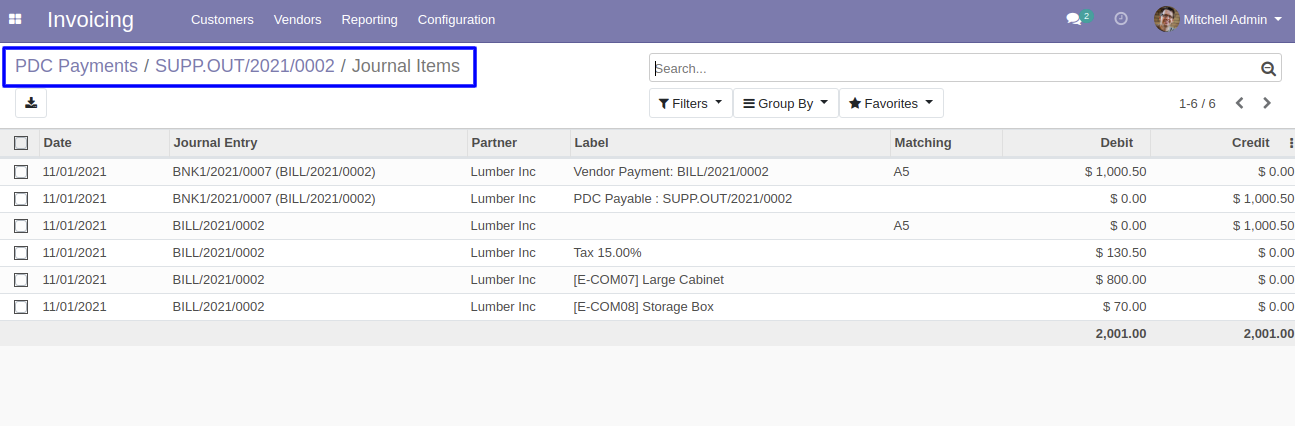 Invoicing Customers Vendors Reporting Configuration 2 Mitchell Admin
PDC Payments / SUPP.OUT/2021/0002 / Journal Items
Search...
Filters Group By Favorites 1-6 / 6
Date Journal Entry Partner Label Matching Debit Credit
11/01/2021 BNK1/2021/0007 (BILL/2021/0002) Lumber Inc Vendor Payment: BILL/2021/0002 A5 $ 1,000.50 $ 0.00
11/01/2021 BNK1/2021/0007 (BILL/2021/0002) Lumber Inc PDC Payable : SUPP.OUT/2021/0002 $ 0.00 $ 1,000.50
11/01/2021 BILL/2021/0002 Lumber Inc A5 $ 0.00 $ 1,000.50
11/01/2021 BILL/2021/0002 Lumber Inc Tax 15.00% $ 130.50 $ 0.00
11/01/2021 BILL/2021/0002 Lumber Inc [E-COM07] Large Cabinet $ 800.00 $ 0.00
11/01/2021 BILL/2021/0002 Lumber Inc [E-COM08] Storage Box $ 70.00 $ 0.00
2,001.00 2,001.00